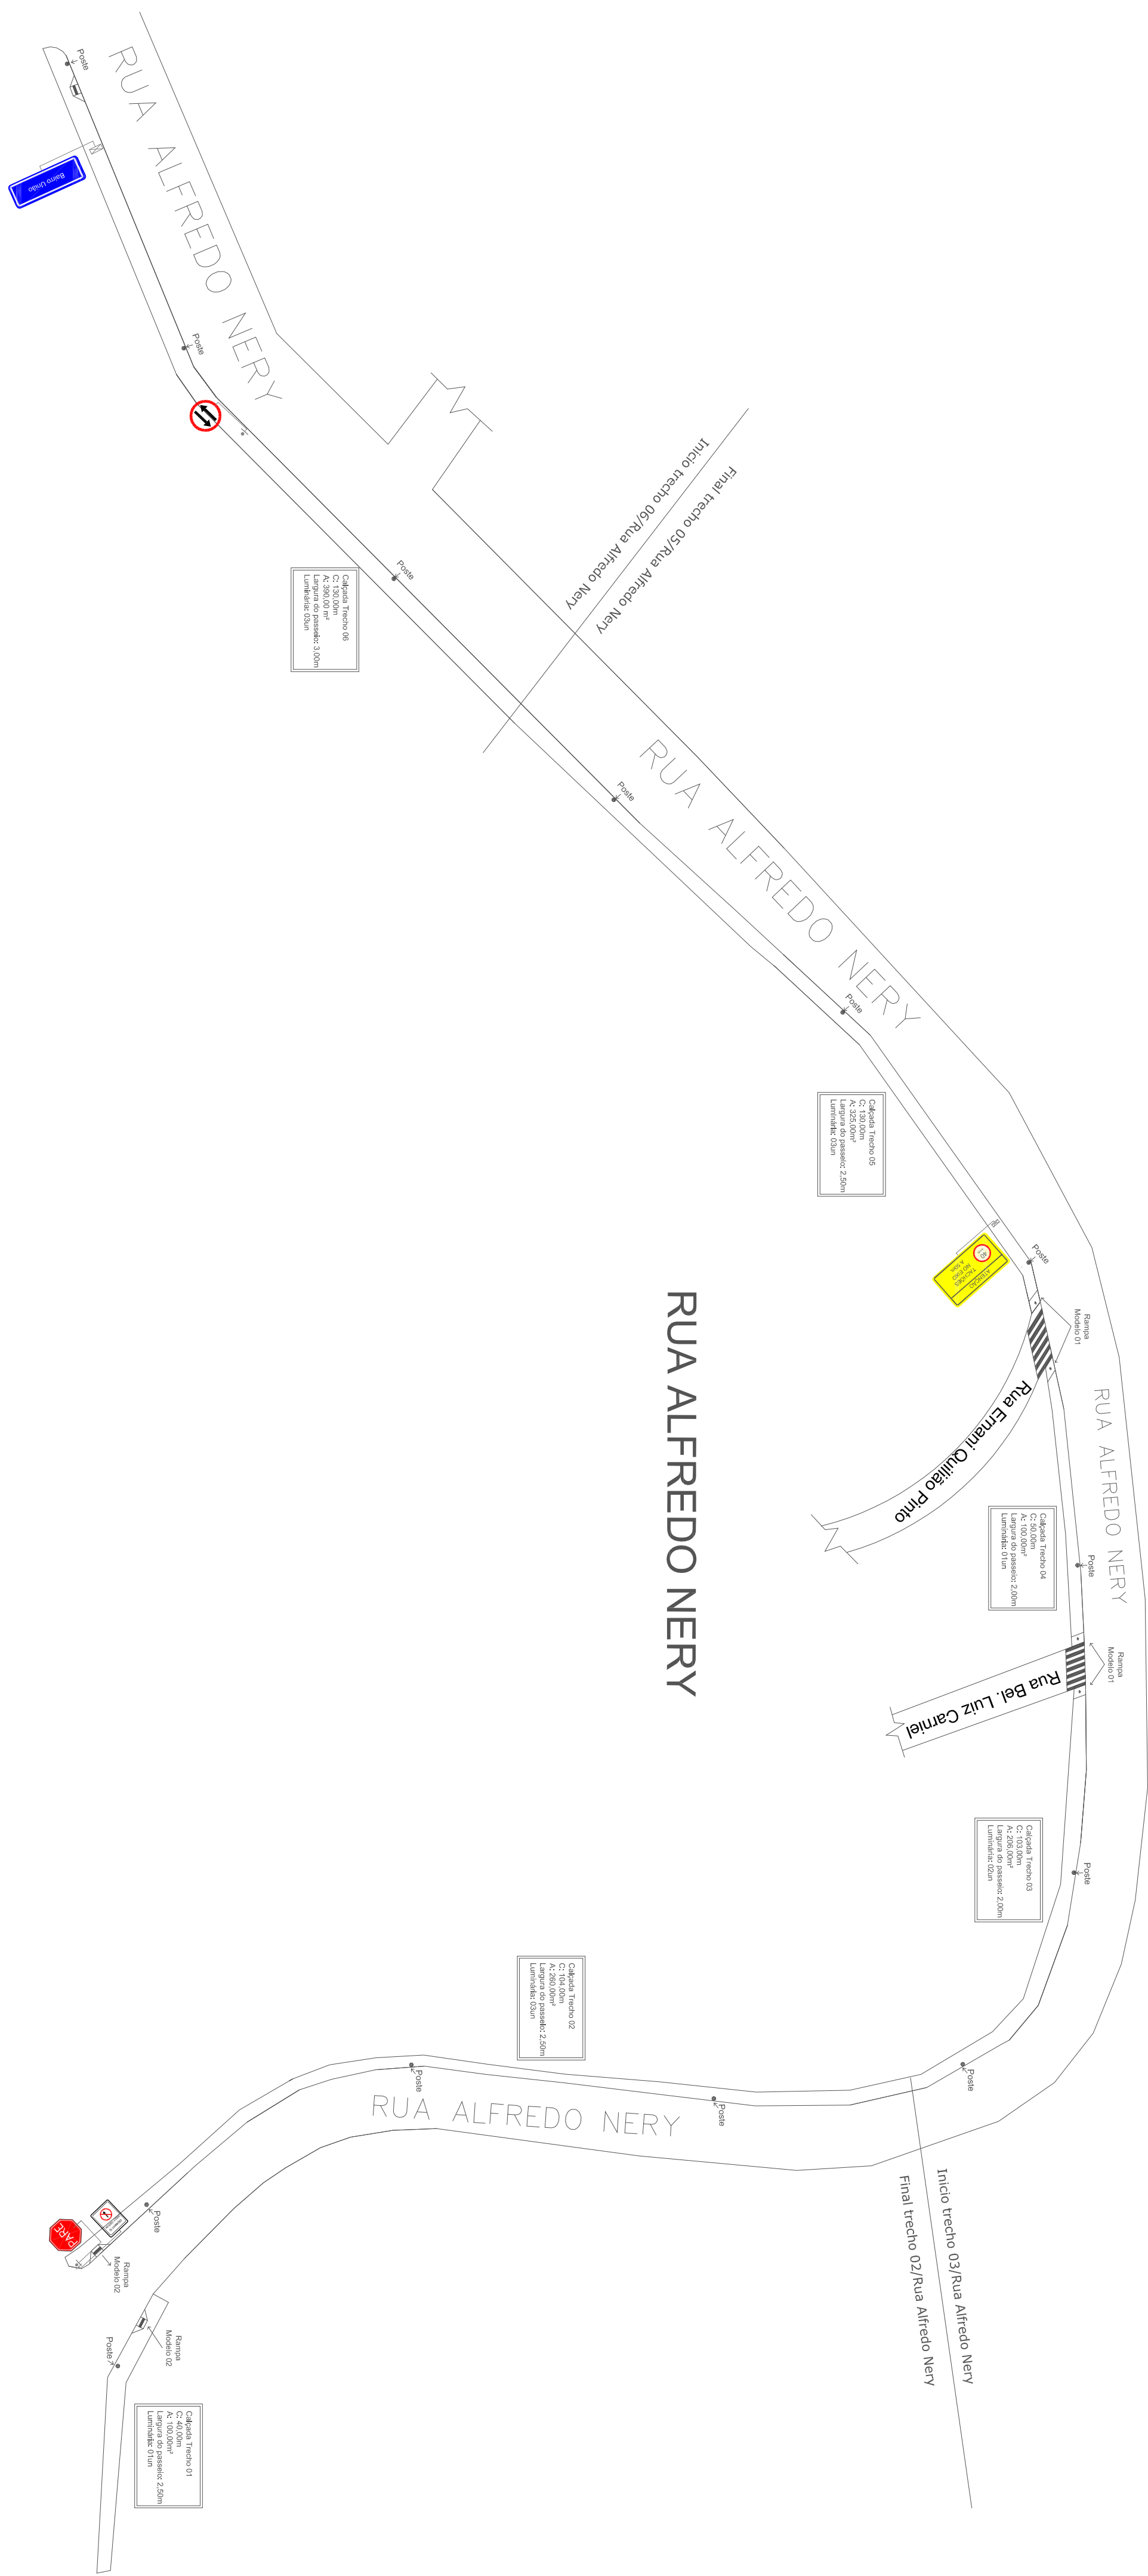 RUA ALFREDO NERY
Poste
Bairro União
Poste
Poste
Inicio trecho 06/Rua Alfredo Nery
Final trecho 05/Rua Alfredo Nery
Calçada Trecho 06
C: 130,00m
A: 390,00 m²
Largura do passeio: 3,00m
Luminária: 03un
Poste
RUA ALFREDO NERY
Poste
Calçada Trecho 05
C: 130,00m
A: 325,00m²
Largura do passeio: 2,50m
Luminária: 03un
ATENÇÃO
TACHÕES
NO EIXO
A 50m
Poste
Rampa
Modelo 01
RUA ALFREDO NERY
Rua Ernani Quilião Pinto
RUA ALFREDO NERY
Calçada Trecho 04
C: 50,00m
A: 100,00m²
Largura do passeio: 2,00m
Luminária: 01un
Poste
Rampa
Modelo 01
Rua Bel. Luiz Carniel
Calçada Trecho 03
C: 103,00m
A: 206,00m²
Largura do passeio: 2,00m
Luminária: 02un
Poste
Calçada Trecho 02
C: 104,00m
A: 260,00m²
Largura do passeio: 2,50m
Luminária: 03un
Poste
Poste
Poste
RUA ALFREDO NERY
Inicio trecho 03/Rua Alfredo Nery
Final trecho 02/Rua Alfredo Nery
Poste
PARE
Rampa
Modelo 02
Rampa
Modelo 02
Poste
Calçada Trecho 01
C: 40,00m
A: 100,00m²
Largura do passeio: 2,50m
Luminária: 01un